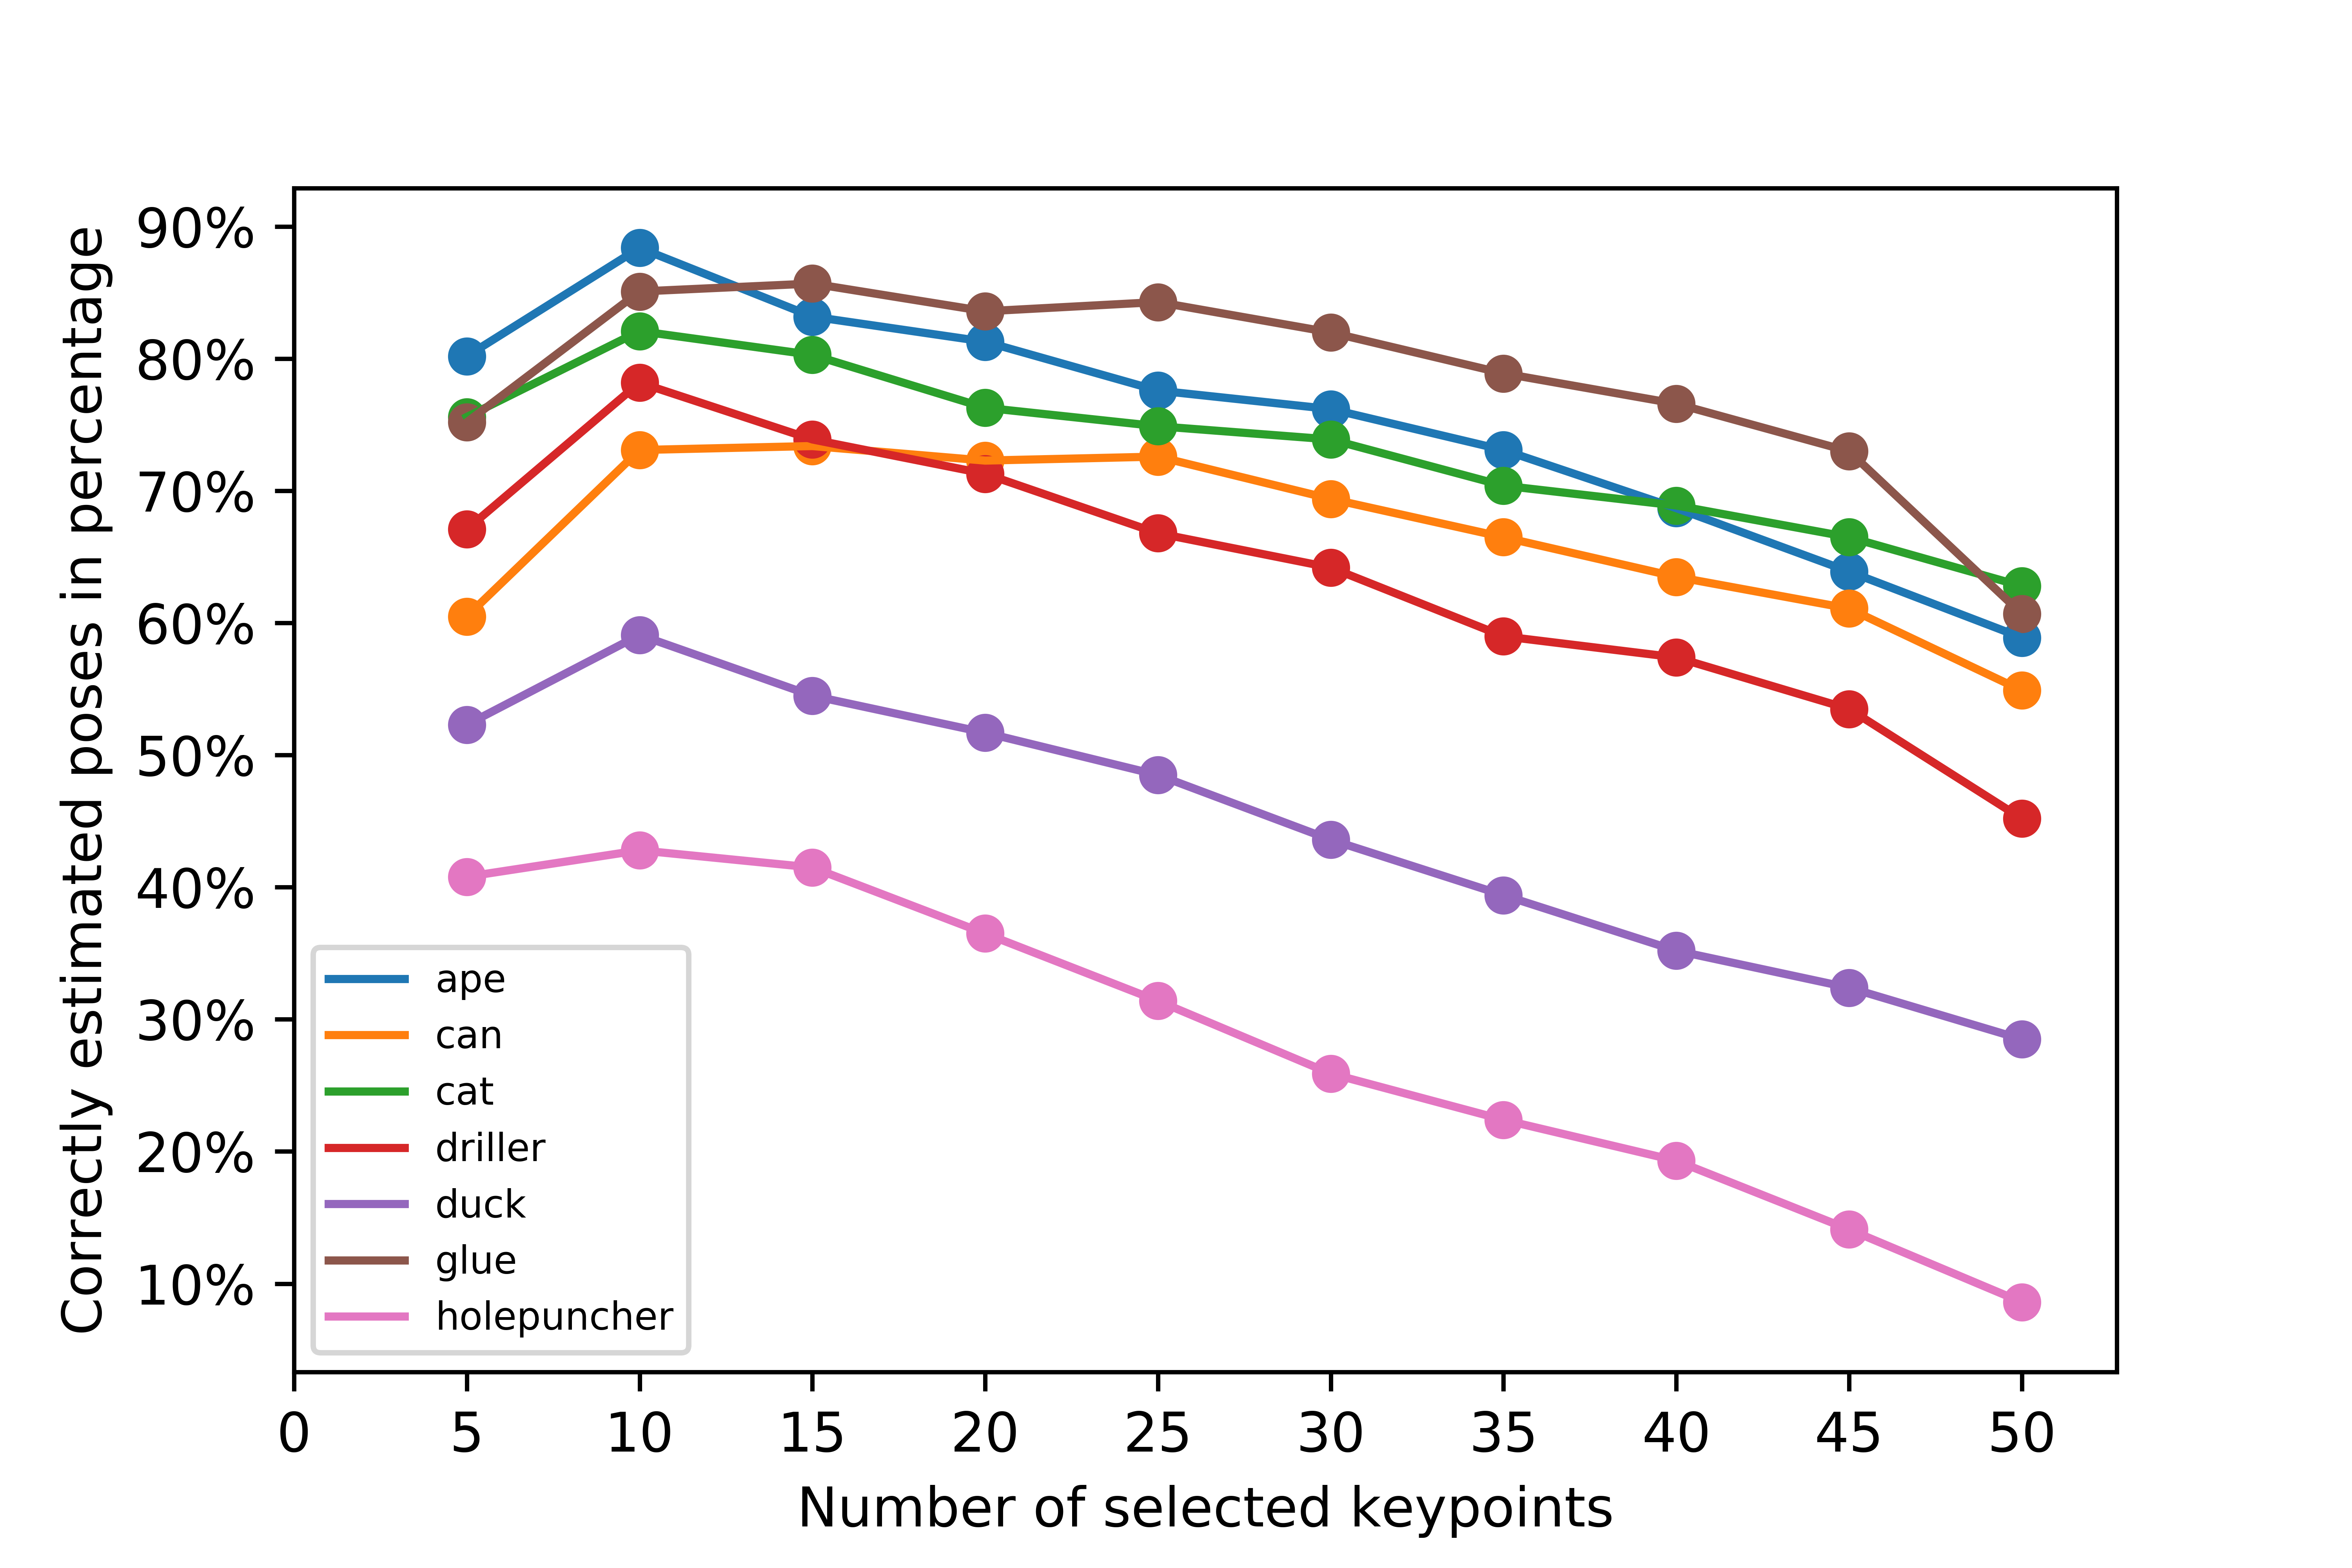 Correctly estimated poses in percentage
90%
80%
70%
60%
50%
40%
30%
20%
10%
ape
can
cat
driller
duck
glue
holepuncher
0 5 10 15 20 25 30 35 40 45 50
Number of selected keypoints